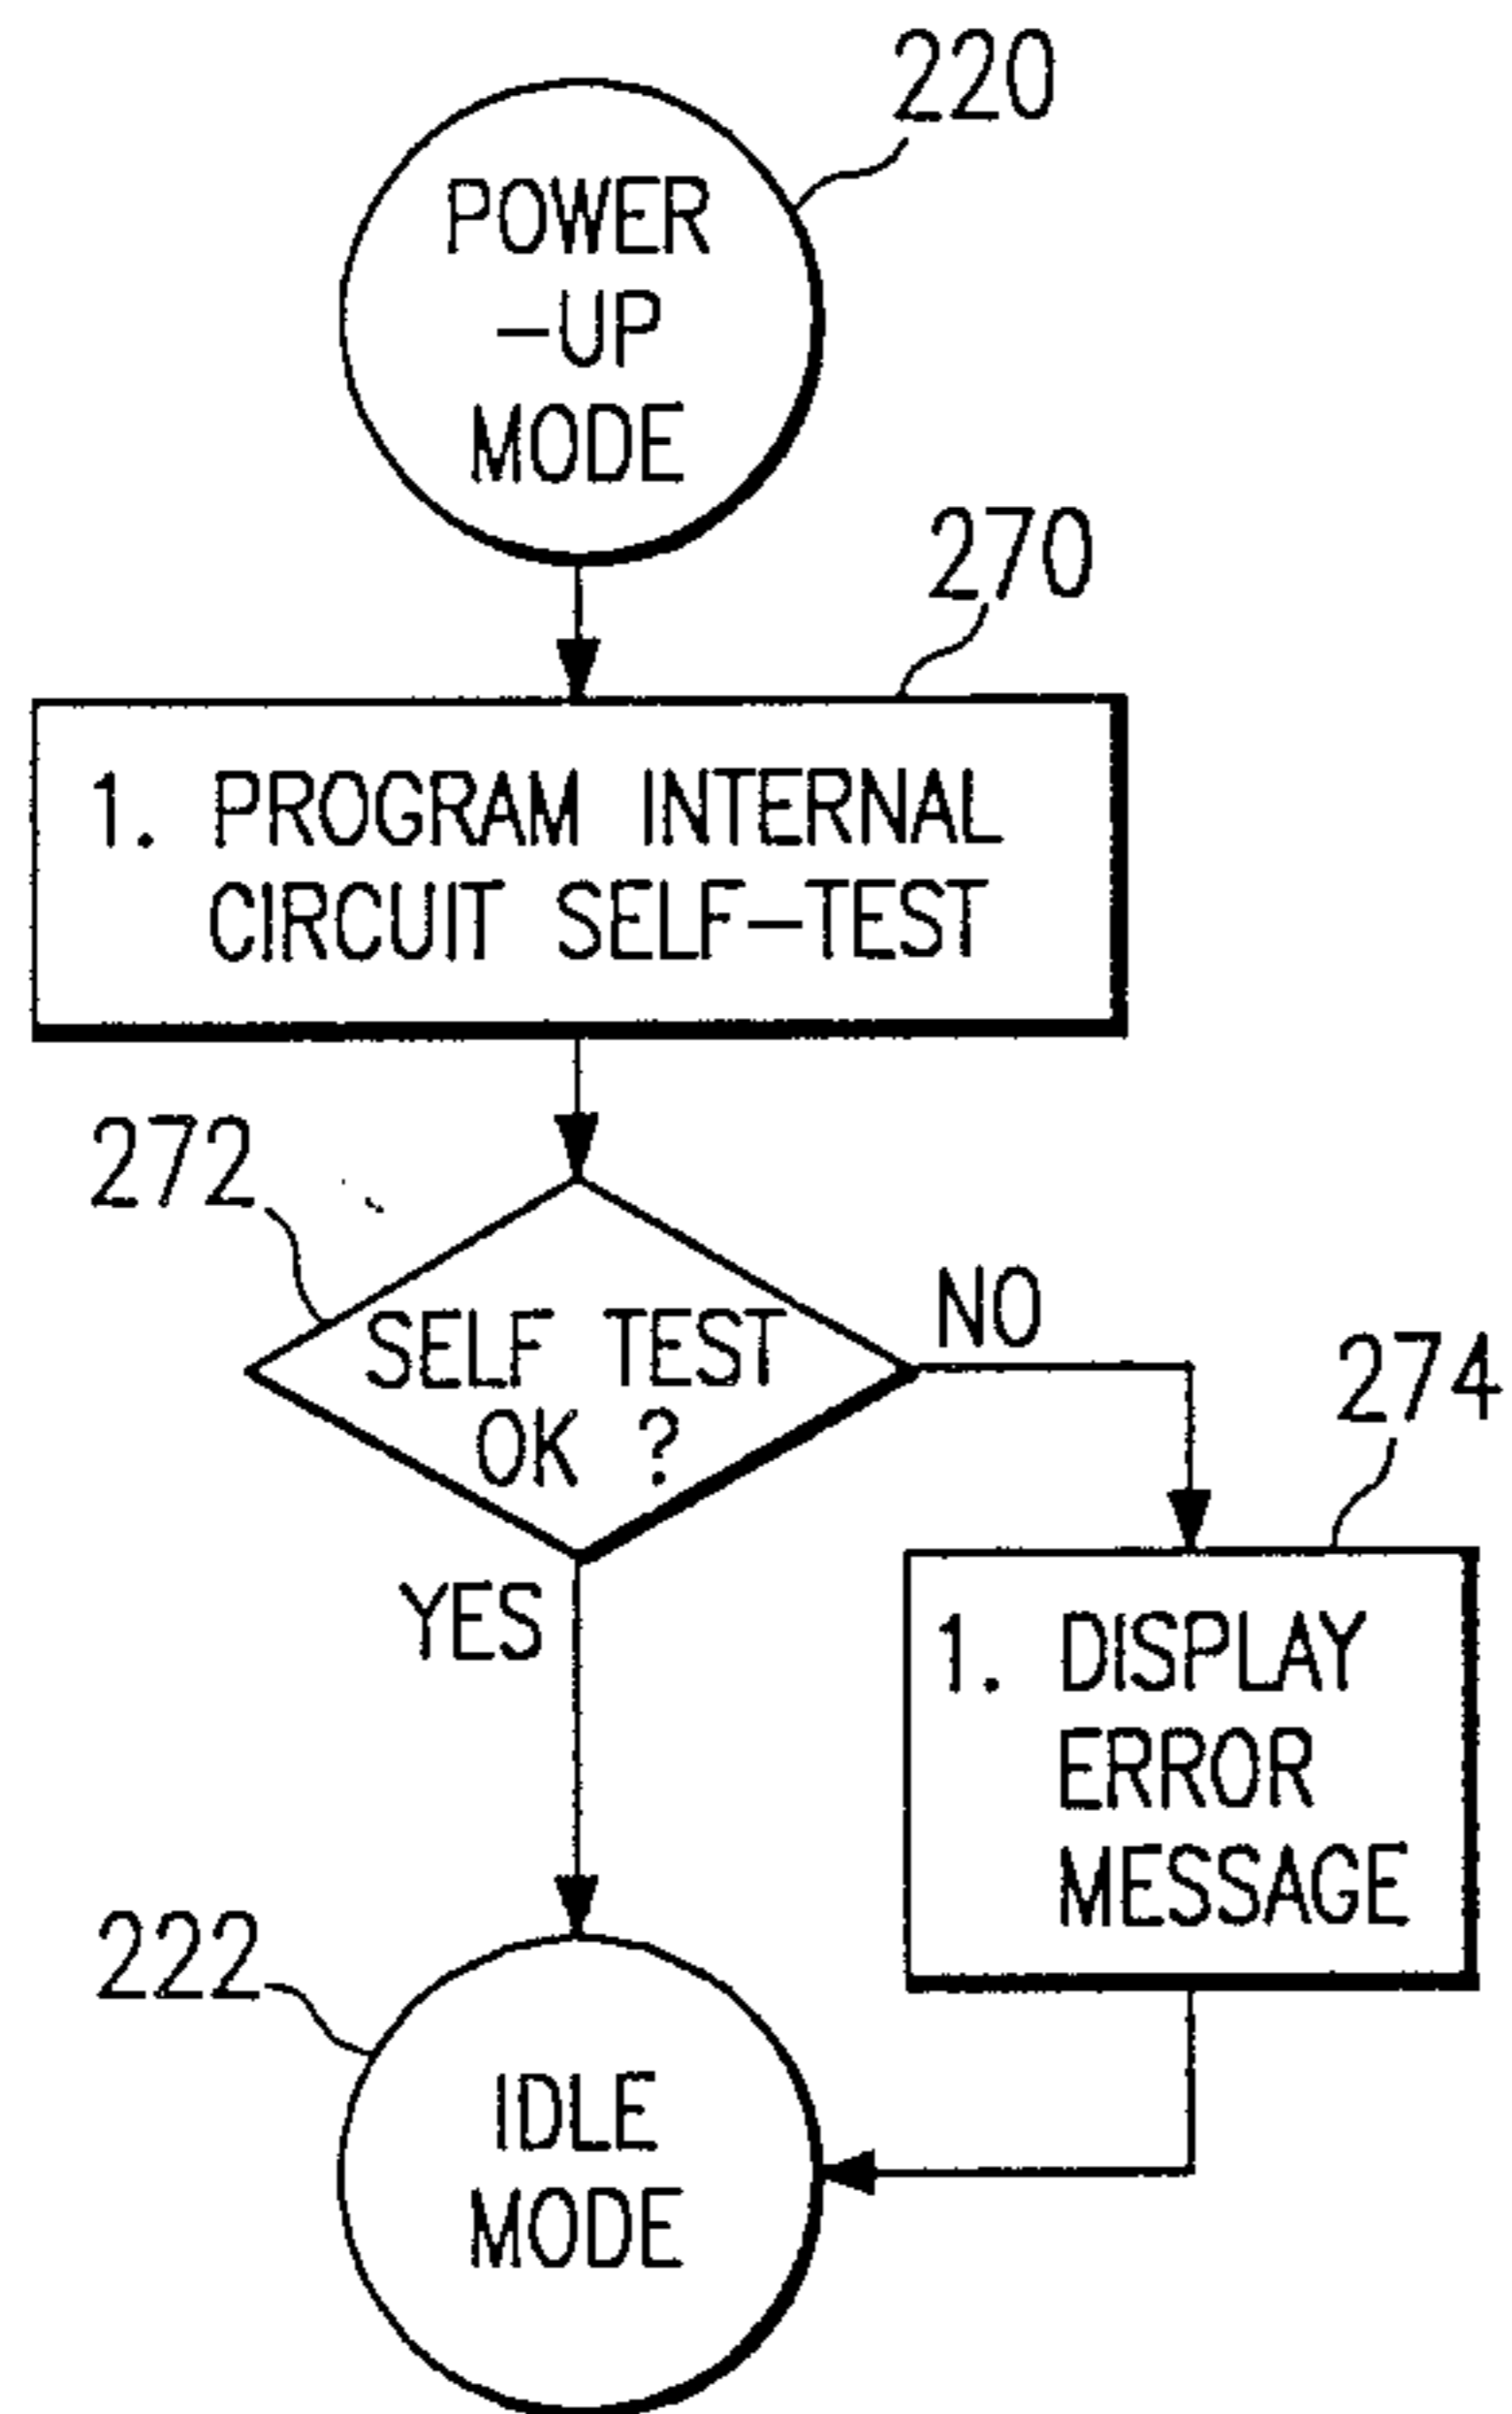 220
POWER
-UP
MODE
270
1. PROGRAM INTERNAL
CIRCUIT SELF-TEST
272
SELF TEST
OK ?
NO
YES
274
1. DISPLAY
ERROR
MESSAGE
222
IDLE
MODE